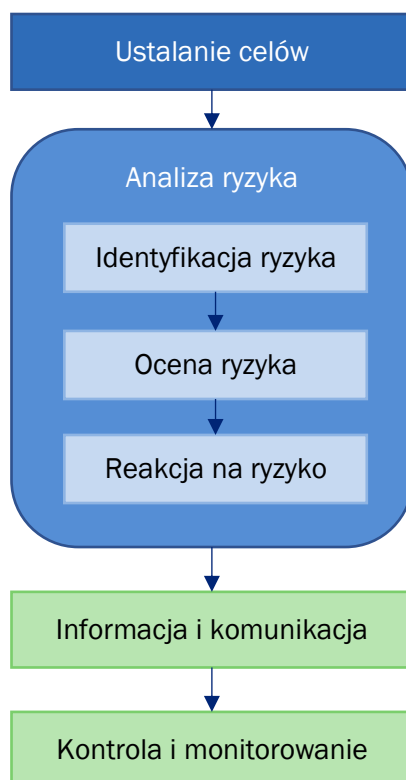 Ustalanie celów
Analiza ryzyka
Identyfikacja ryzyka
Ocena ryzyka
Reakcja na ryzyko
Informacja i komunikacja
Kontrola i monitorowanie